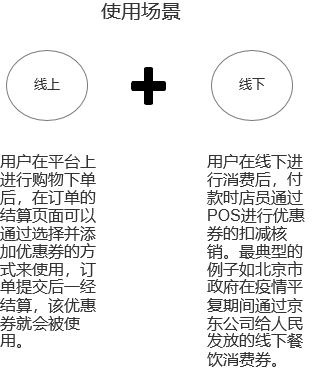 使用场景
线上
线下
用户在平台上
进行购物下单
后，在订单的
结算页面可以
通过选择并添
加优惠券的方
式来使用，订
单提交后一经
结算，该优惠
券就会被使
用。
用户在线下进
行消费后，付
款时店员通过
POS进行优惠
券的扣减核
销。最典型的
例子如北京市
政府在疫情平
复期间通过京
东公司给人民
发放的线下餐
饮消费券。